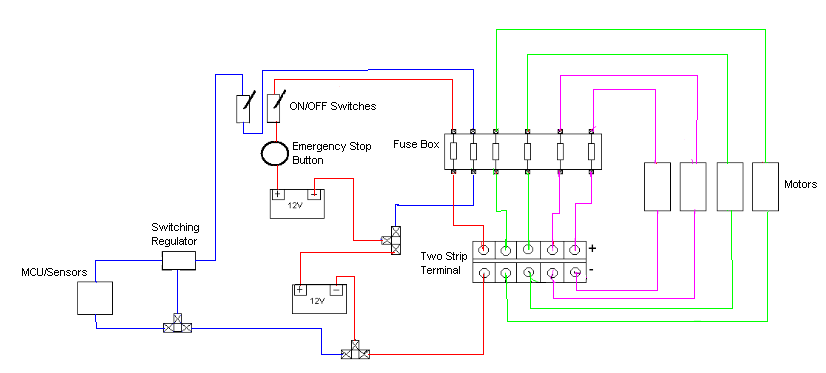 ON/OFF Switches
Emergency Stop
Button
Fuse Box
+ −
12V
Switching
Regulator
MCU/Sensors
+ −
12V
Two Strip
Terminal
+
-
Motors